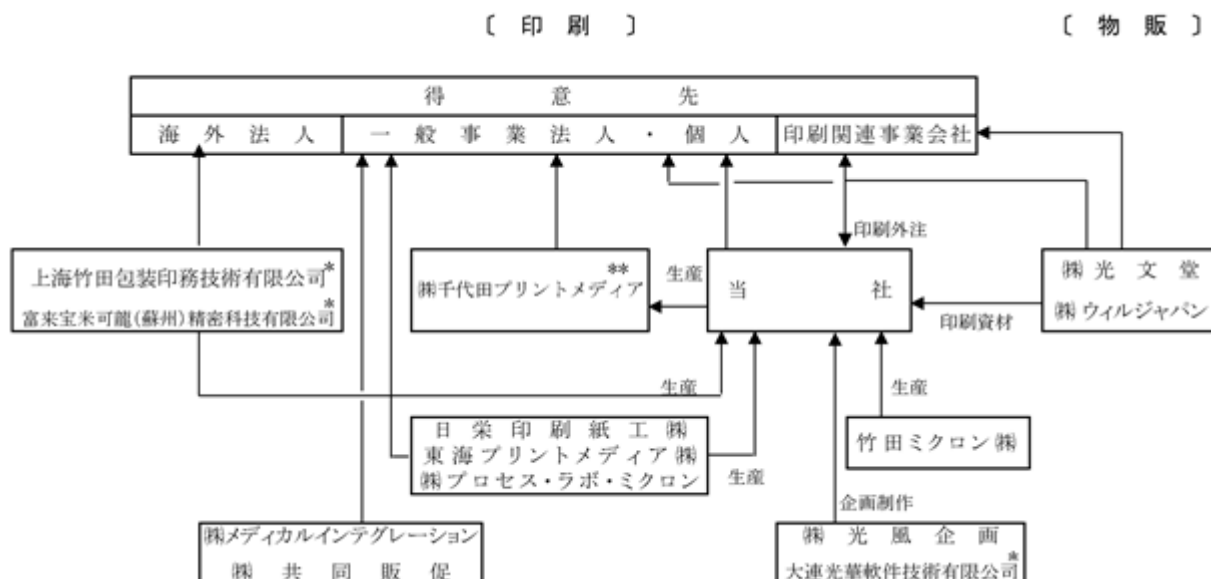 〔 印 刷 〕
〔 物 販 〕
得 意 先
海 外 法 人
一 般 事 業 法 人 ・ 個 人
印刷関連事業会社
印刷外注
上海竹田包装印務技術有限公司*
富来宝米可龍(蘇州)精密科技有限公司*
**
㈱千代田プリントメディア
生産
当 社
㈱ 光 文 堂
㈱ ウィルジャパン
印刷資材
生産
生産
日 栄 印 刷 紙 工 ㈱
東 海 プリントメディア ㈱
㈱プロセス・ラボ・ミクロン
生産
竹 田 ミクロン ㈱
企画制作
㈱メディカルインテグレーション
㈱ 共 同 販 促
㈱ 光 風 企 画
大連光華軟件技術有限公司*